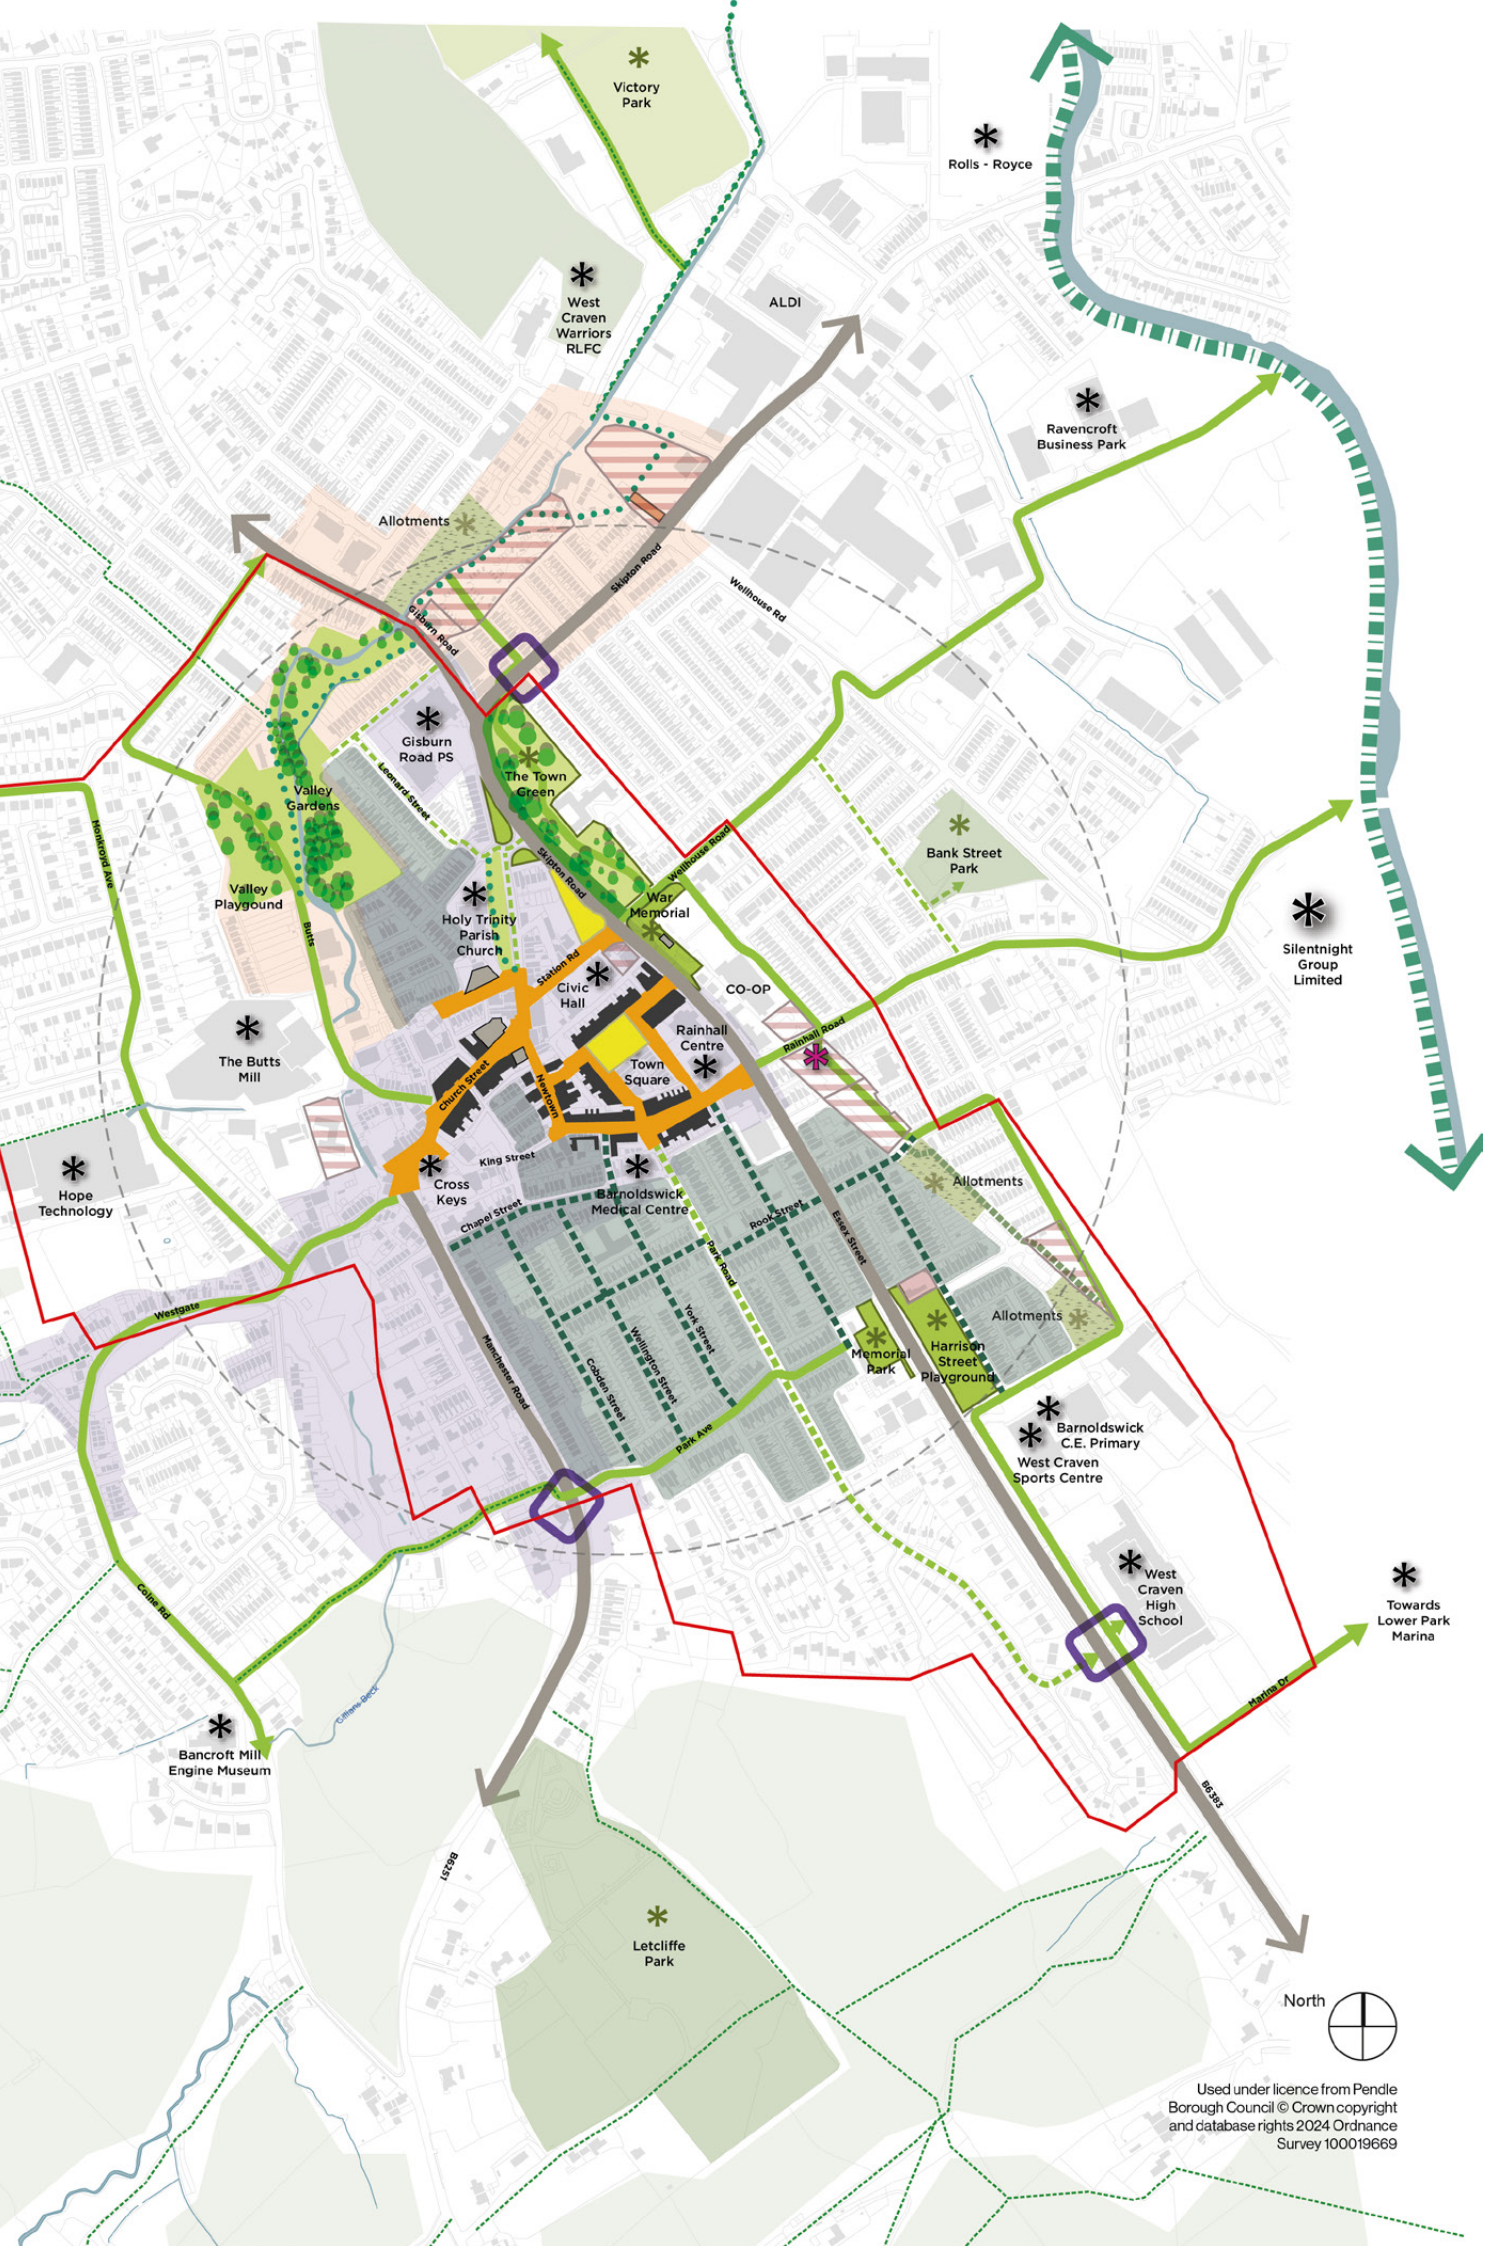 Victory
Park
Rolls - Royce
West
Craven
Warriors
RLFC
ALDI
Ravencroft
Business Park
Allotments
Skipton Road
Wellhouse Rd
Gisburn Road
Gisburn
Road PS
The Town
Green
Leonard Street
Valley
Gardens
Monkroyd Ave
Skipton Road
Wellhouse Road
Bank Street
Park
Valley
Playgound
War
Memorial
Holy Trinity
Parish
Church
Butts
Silentnight
Group
Limited
Station Rd
Civic
Hall
CO-OP
Rainhall
Centre
Rainhall Road
The Butts
Mill
Town
Square
Church Street
Newtown
King Street
Cross
Keys
Hope
Technology
Barnoldswick
Medical Centre
Allotments
Chapel Street
Rook Street
Essex Street
Park Road
Westgate
York Street
Allotments
Wellington Street
Manchester Road
Cobden Street
Memorial
Park
Harrison
Street
Playground
Park Ave
Barnoldswick
C.E. Primary
West Craven
Sports Centre
Colne Rd
West
Craven
High
School
Towards
Lower Park
Marina
Marina Dr
Gillians Beck
Bancroft Mill
Engine Museum
B6383
B6251
Letcliffe
Park
North
Used under licence from Pendle
Borough Council © Crown copyright
and database rights 2024 Ordnance
Survey 100019669